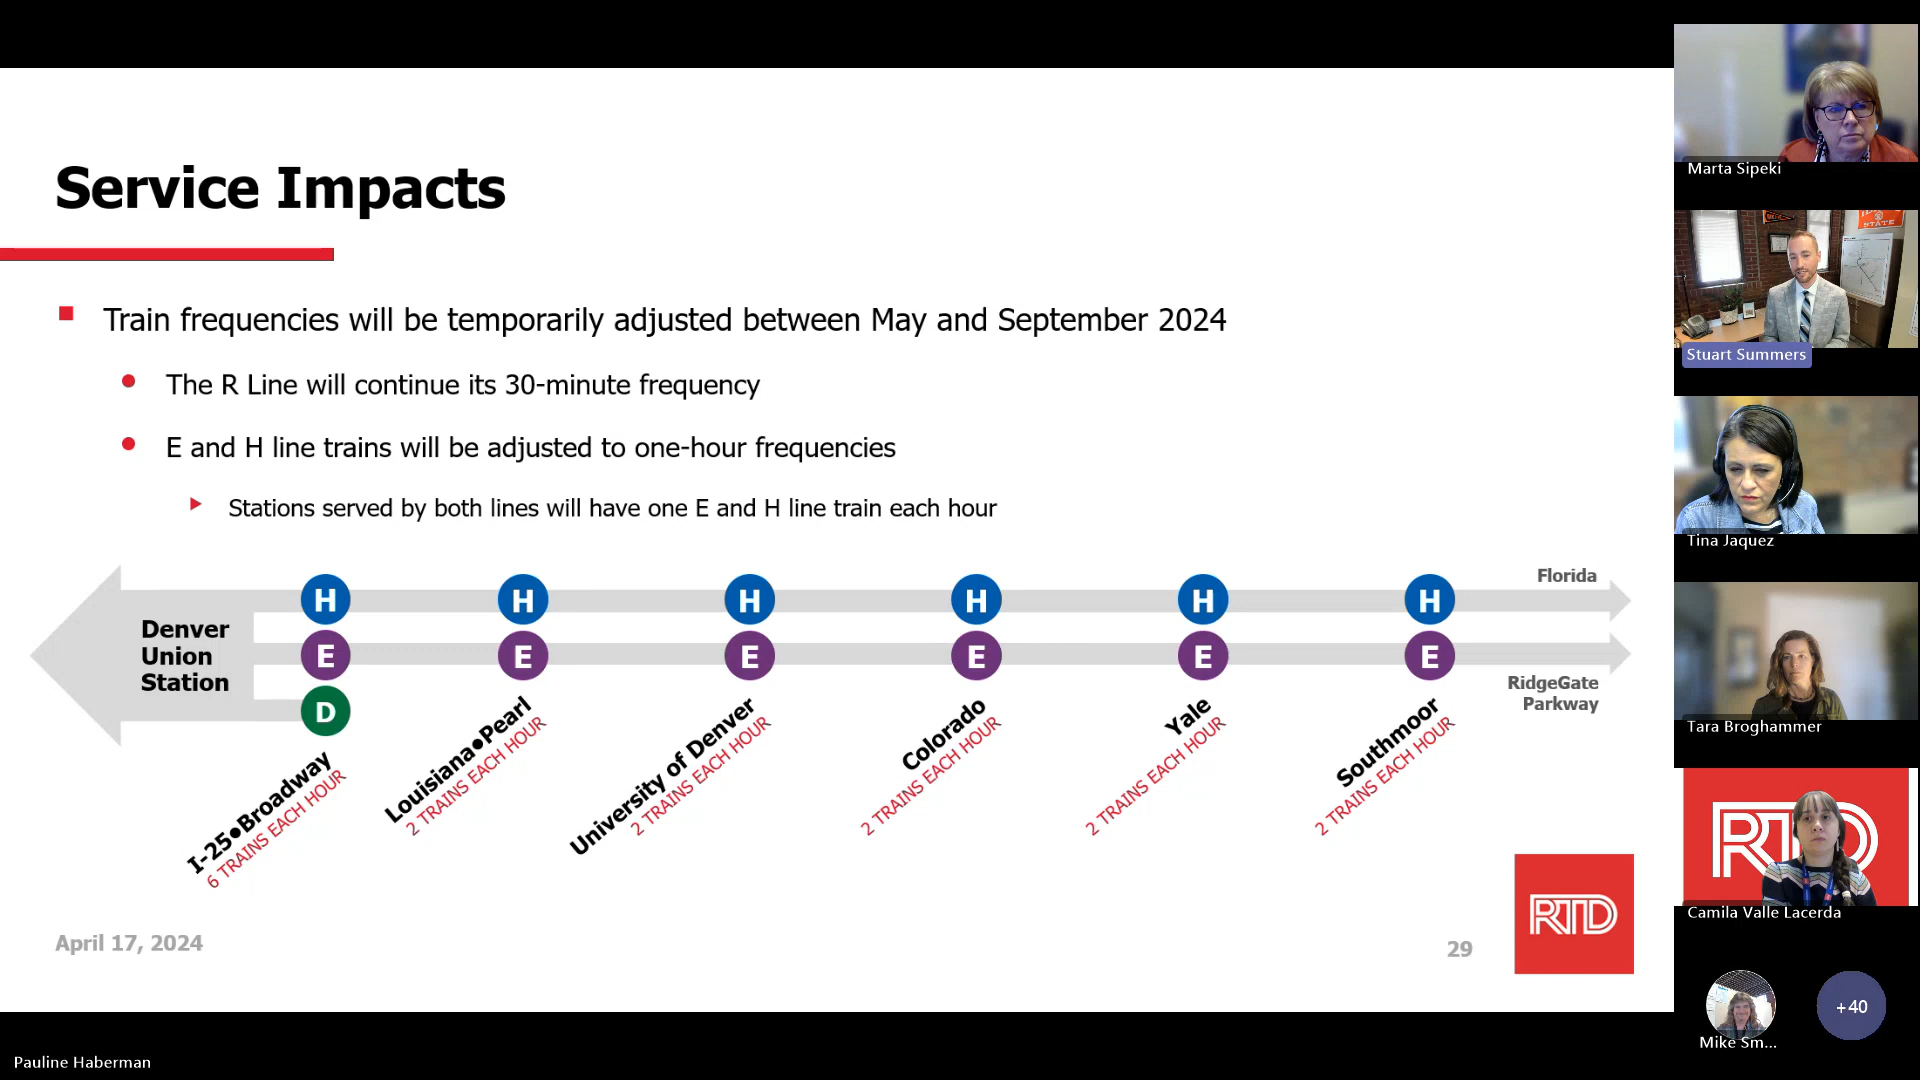 Service Impacts
Train frequencies will be temporarily adjusted between May and September 2024
The R Line will continue its 30-minute frequency
E and H line trains will be adjusted to one-hour frequencies
Stations served by both lines will have one E and H line train each hour
Florida
H H H H H H
Denver
Union
Station
E E E E E E
RidgeGate
Parkway
D
I-25●Broadway
6 TRAINS EACH HOUR
Louisiana●Pearl
2 TRAINS EACH HOUR
University of Denver
2 TRAINS EACH HOUR
Colorado
2 TRAINS EACH HOUR
Yale
2 TRAINS EACH HOUR
Southmoor
2 TRAINS EACH HOUR
April 17, 2024
29
RTD
Pauline Haberman
Marta Sipeki
STATE
Stuart Summers
Tina Jaquez
Tara Broghammer
RTD
Camila Valle Lacerda
Mike Sm...
+40